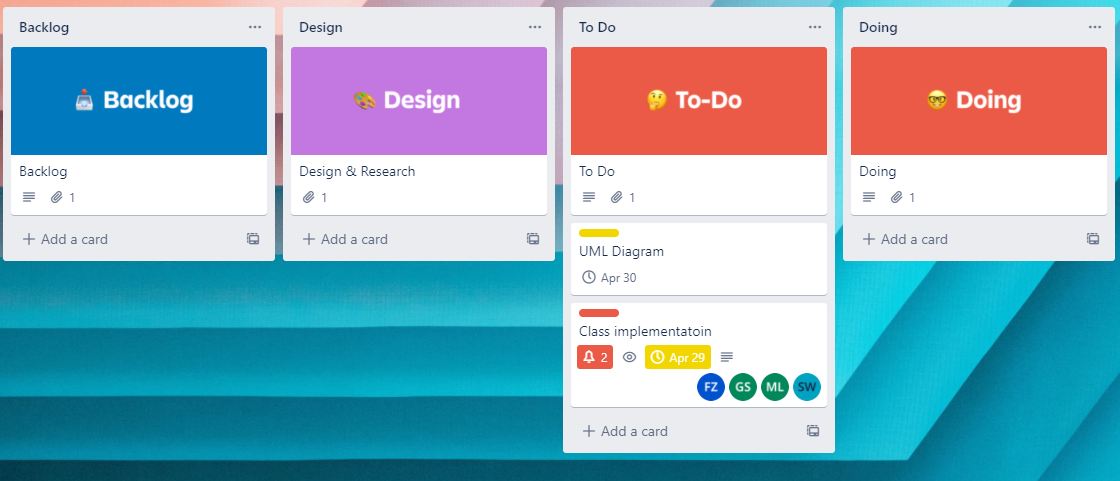 Backlog
Backlog
Backlog
1
Add a card
Design
Design
Design & Research
1
Add a card
To Do
To-Do
To Do
1
UML Diagram
Apr 30
Class implementatoin
2 Apr 29
FZ GS ML SW
Add a card
Doing
Doing
Doing
1
Add a card